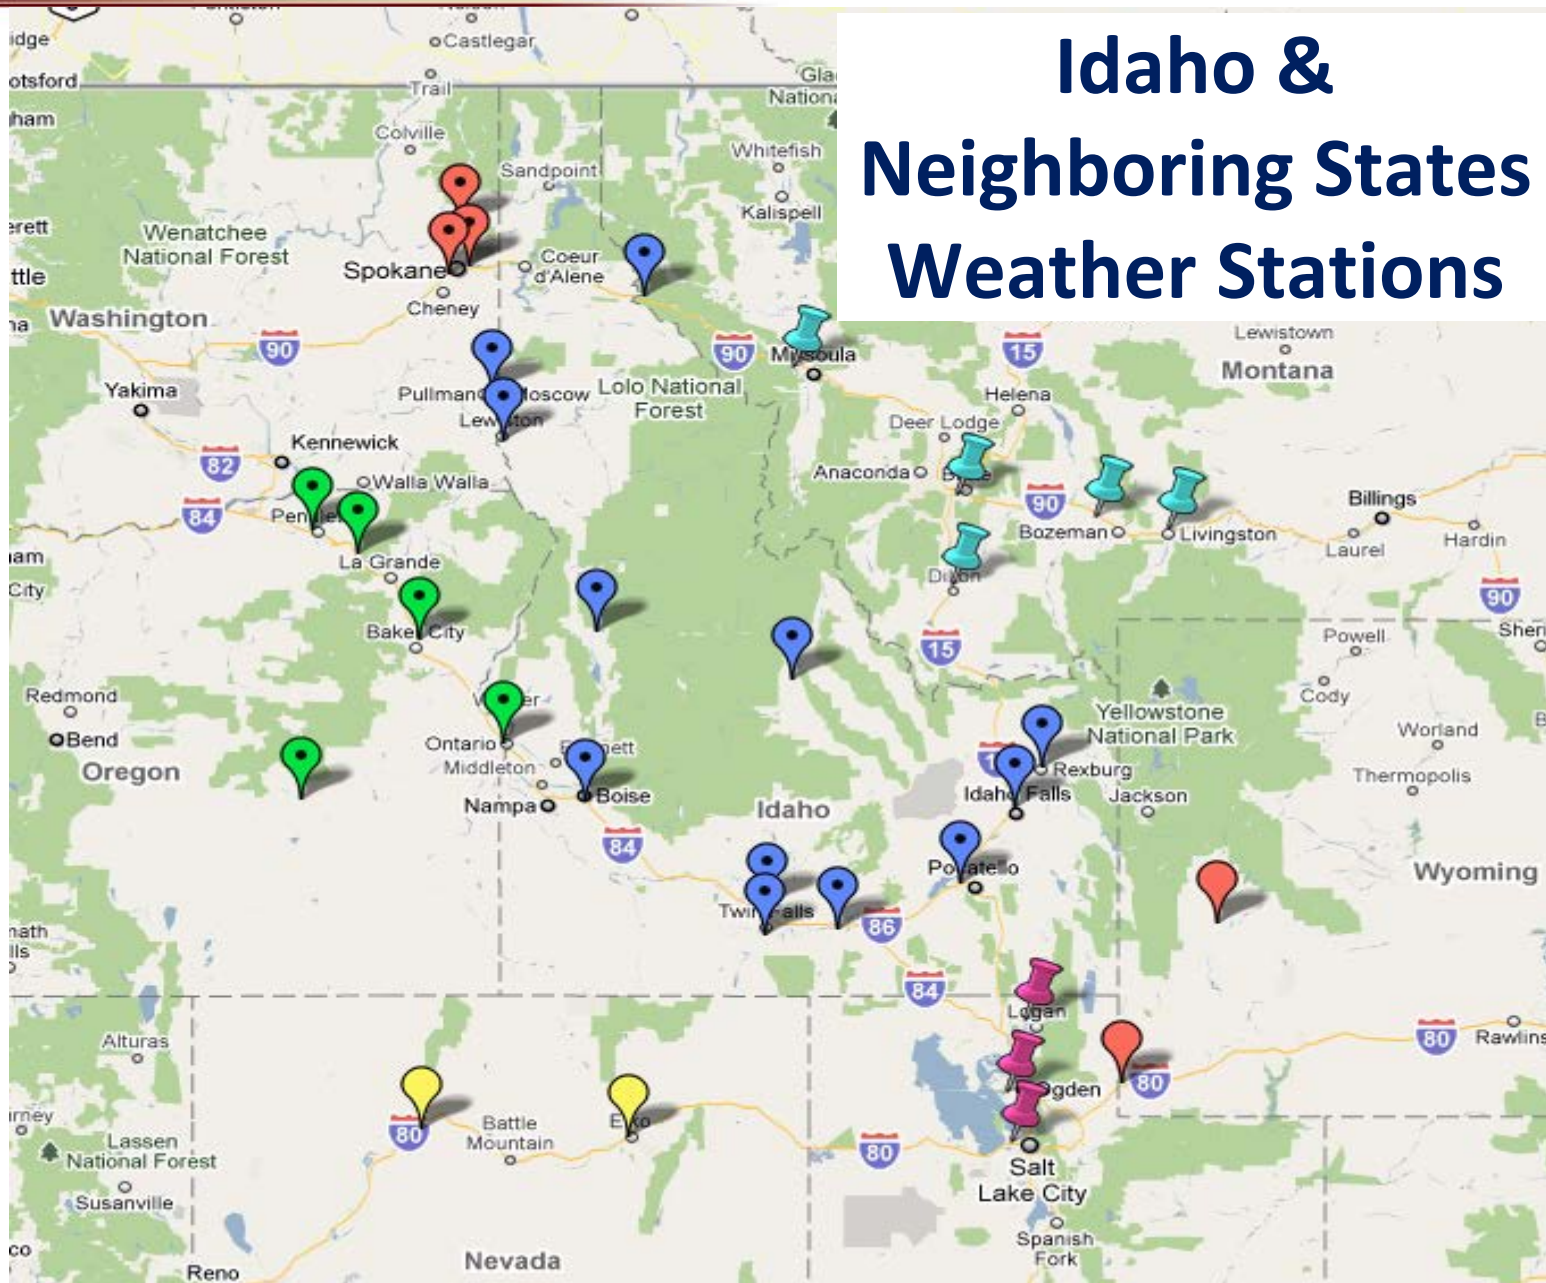 Idaho &
Neighboring States
Weather Stations
Castlegar
Trail
Colville
Sandpoint
Whitefish
Kalispell
Wenatchee
National Forest
Spokane
Coeur
d'Alene
Cheney
Washington
90
90
15
Lewistown
Montana
Yakima
Pullman
Lolo National
Forest
Helena
Deer Lodge
Kennewick
82
Walla Walla
Anaconda
84
90
Billings
Bozeman
Livingston
Laurel
Hardin
La Grande
City
90
15
Powell
Cody
Redmond
Bend
Oregon
Ontario
Middleton
Nampa
Boise
Yellowstone
National Park
Worland
Rexburg
Thermopolis
Jackson
Idaho
84
86
Wyoming
84
Logan
80
Alturas
80
80
Battle
Mountain
Lassen
National Forest
Susanville
80
Salt
Lake City
Spanish
Fork
Nevada
Reno